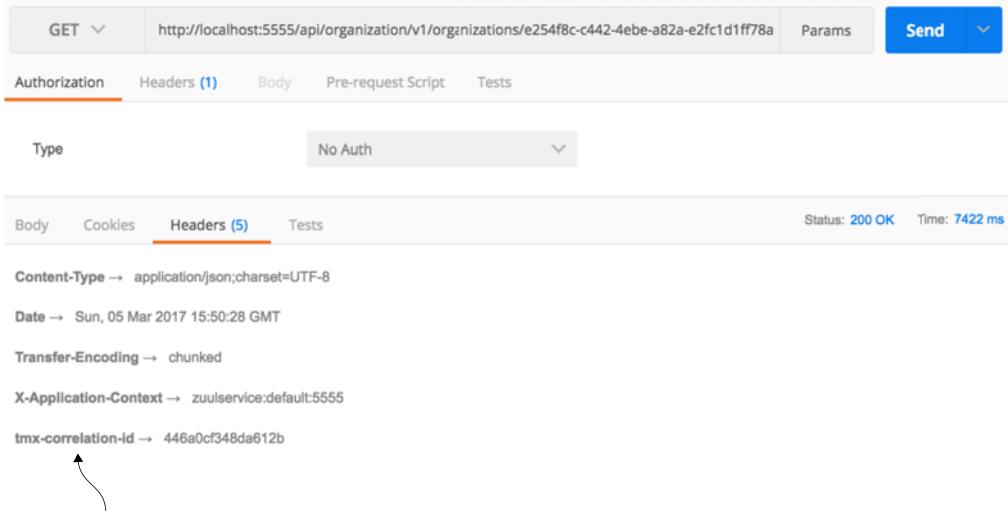 GET http://localhost:5555/api/organization/v1/organizations/e254f8c-c442-4ebe-a82a-e2fc1d1ff78a Params Send
Authorization Headers (1) Body Pre-request Script Tests
Type No Auth
Body Cookies Headers (5) Tests Status: 200 OK Time: 7422 ms
Content-Type → application/json;charset=UTF-8
Date → Sun, 05 Mar 2017 15:50:28 GMT
Transfer-Encoding → chunked
X-Application-Context → zuulservice:default:5555
tmx-correlation-id → 446a0cf348da612b